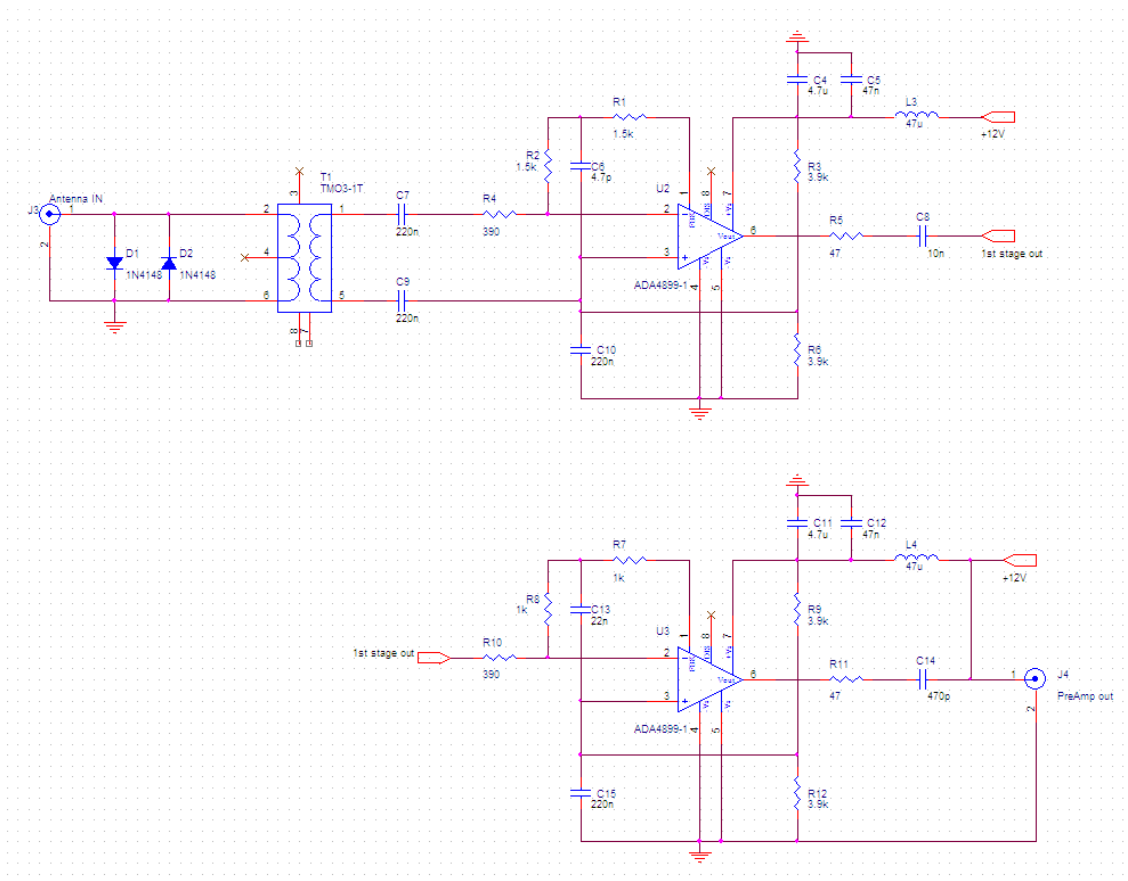 C4
4.7u
C5
47n
L3
47u
+12V
R1
1.5k
R2
1.5k
C6
4.7p
R3
3.9k
U2
1
8
7
T1
TMO3-1T
3
Antenna IN
J3
1
2
2
1
C7
220n
R4
390
2
3
6
Vout
R5
47
C8
10n
1st stage out
4
D1
1N4148
D2
1N4148
6
5
C9
220n
ADA4899-1
4
5
8
7
C10
220n
R6
3.9k
C11
4.7u
C12
47n
L4
47u
+12V
R7
1k
R8
1k
C13
22n
R9
3.9k
U3
1
8
7
1st stage out
R10
390
2
3
6
Vout
R11
47
C14
470p
1
J4
PreAmp out
2
ADA4899-1
4
5
C15
220n
R12
3.9k